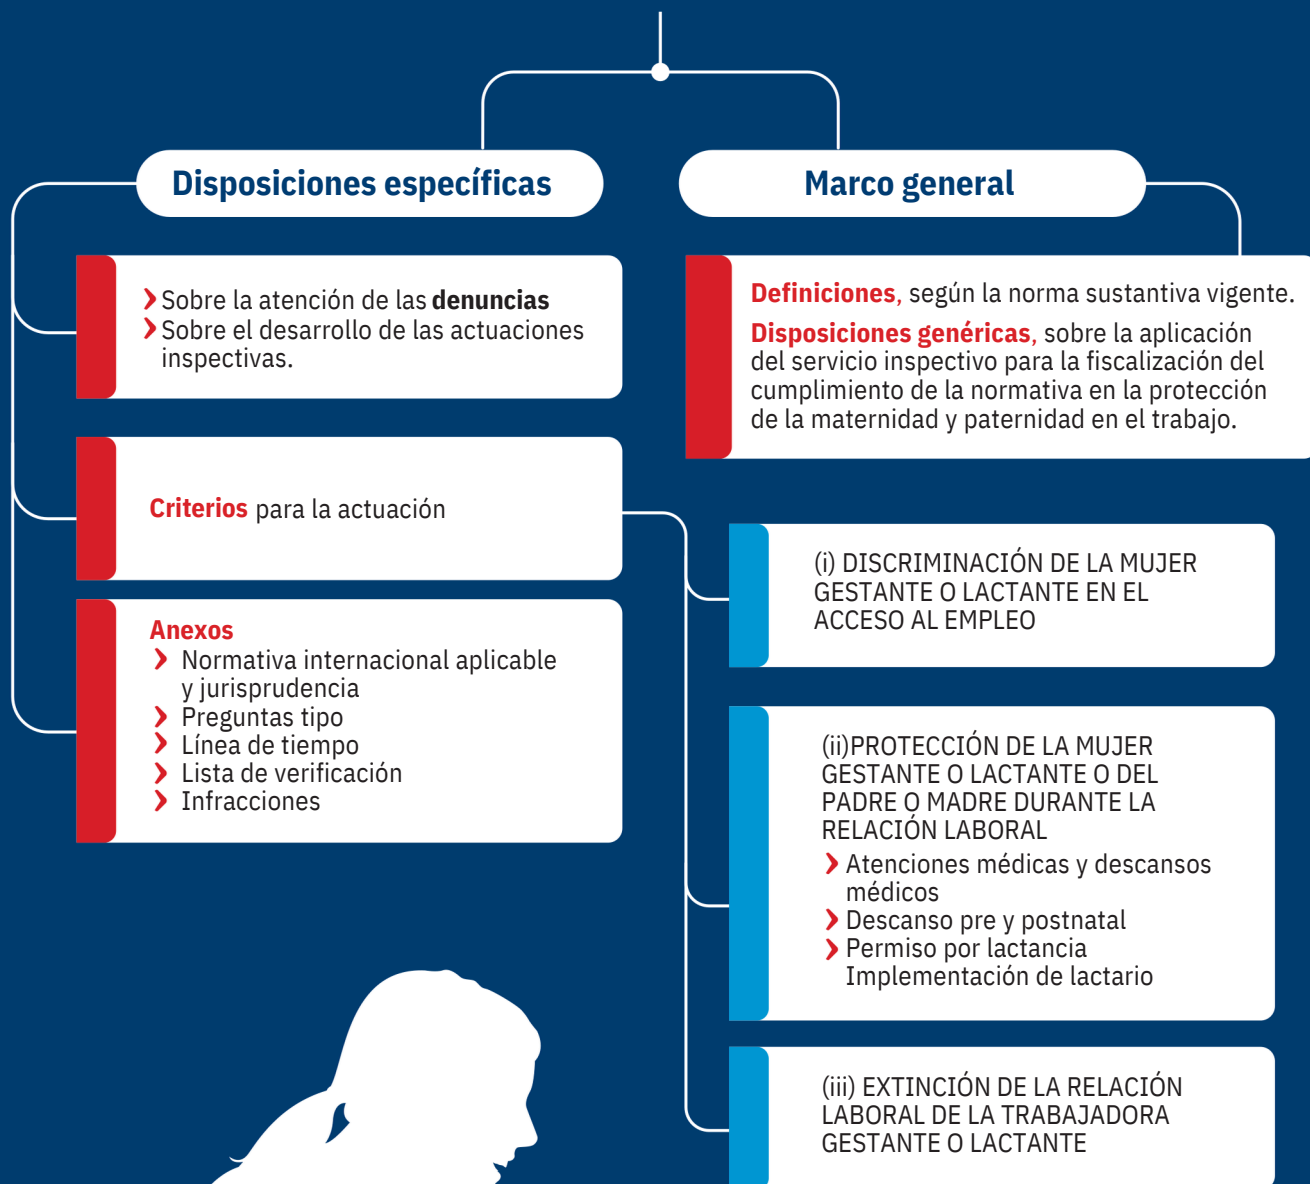 Disposiciones específicas
Sobre la atención de las denuncias
Sobre el desarrollo de las actuaciones
inspectivas.
Criterios para la actuación
Anexos
Normativa internacional aplicable
y jurisprudencia
Preguntas tipo
Línea de tiempo
Lista de verificación
Infracciones
Marco general
Definiciones, según la norma sustantiva vigente.
Disposiciones genéricas, sobre la aplicación
del servicio inspectivo para la fiscalización del
cumplimiento de la normativa en la protección
de la maternidad y paternidad en el trabajo.
(i) DISCRIMINACIÓN DE LA MUJER
GESTANTE O LACTANTE EN EL
ACCESO AL EMPLEO
(ii)PROTECCIÓN DE LA MUJER
GESTANTE O LACTANTE O DEL
PADRE O MADRE DURANTE LA
RELACIÓN LABORAL
Atenciones médicas y descansos
médicos
Descanso pre y postnatal
Permiso por lactancia
Implementación de lactario
(iii) EXTINCIÓN DE LA RELACIÓN
LABORAL DE LA TRABAJADORA
GESTANTE O LACTANTE